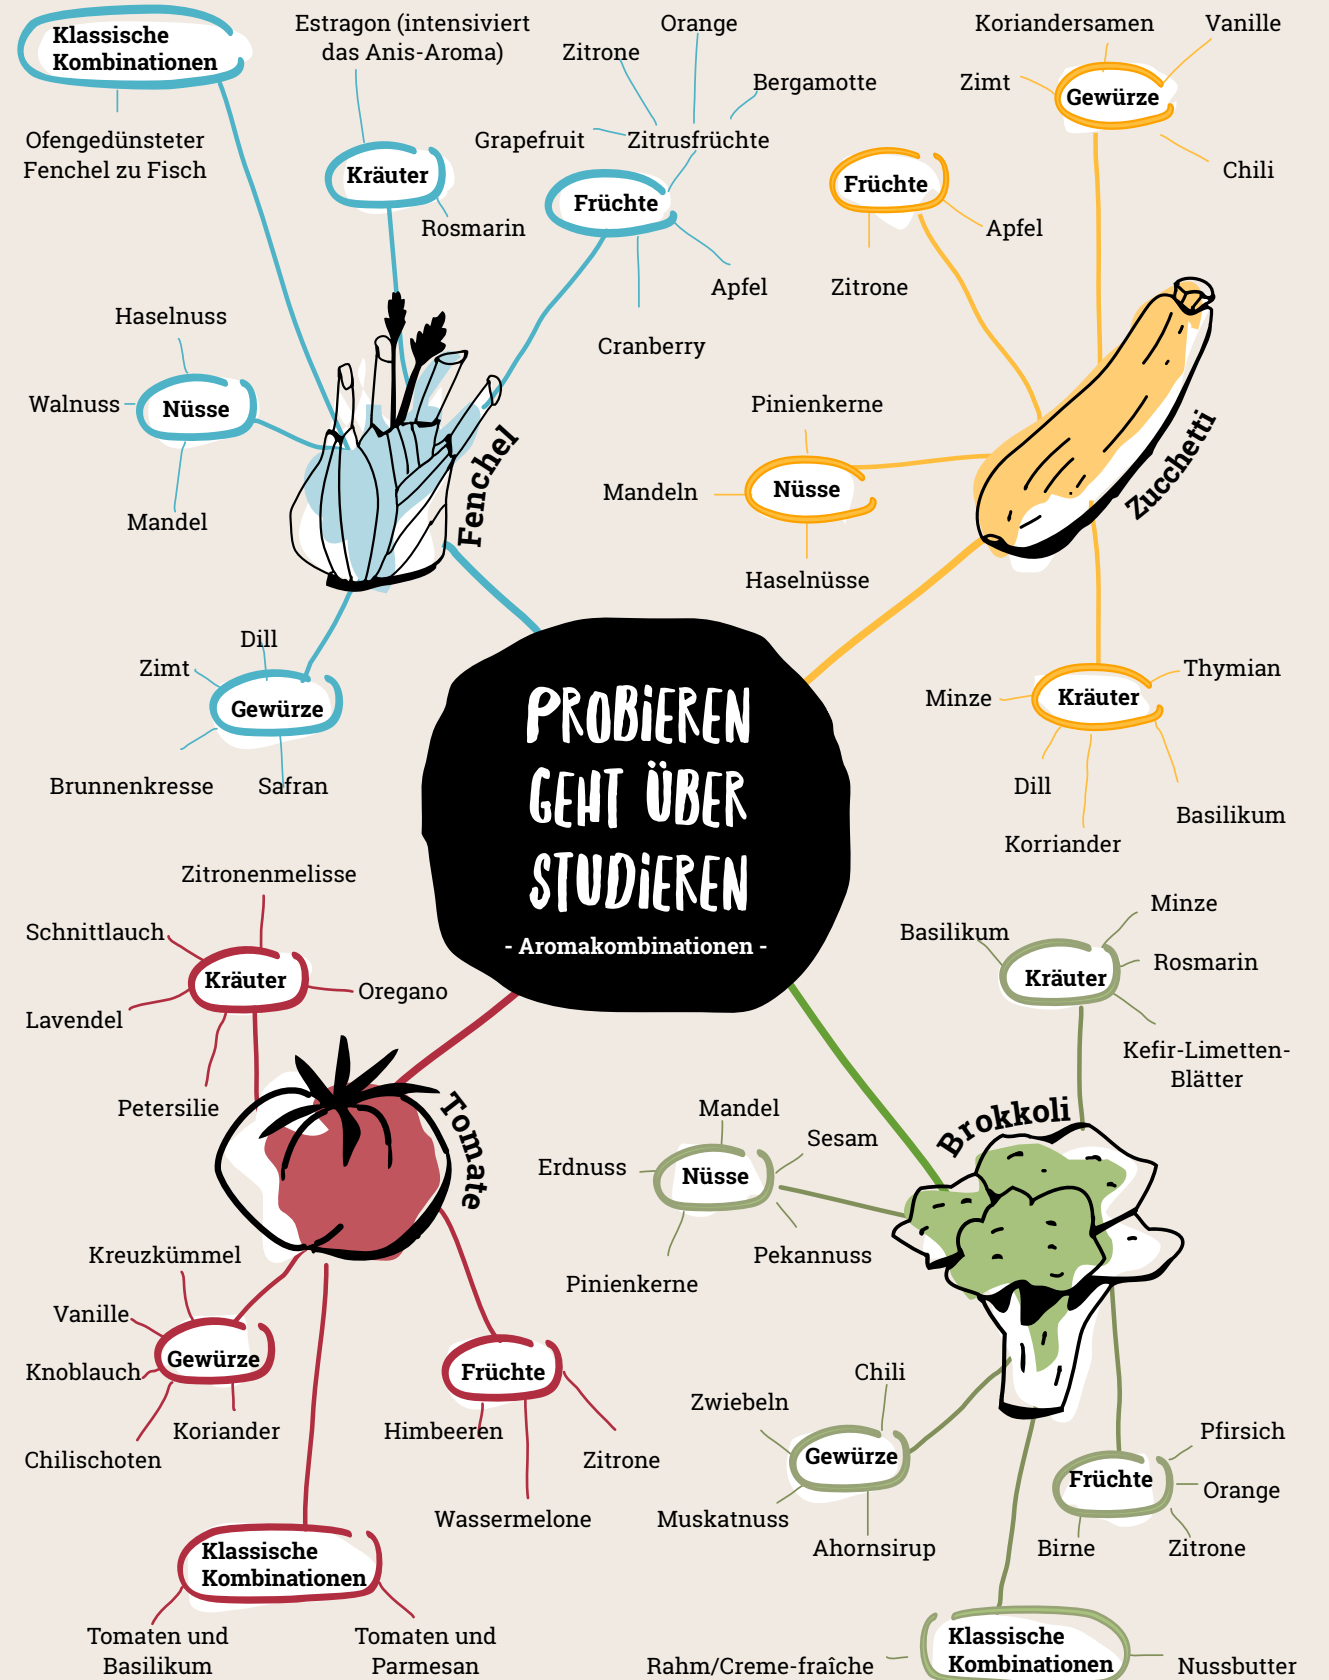 Klassische
Kombinationen
Ofengedünsteter
Fenchel zu Fisch
Estragon (intensiviert
das Anis-Aroma)
Kräuter
Rosmarin
Orange
Zitrone
Bergamotte
Grapefruit
Zitrusfrüchte
Früchte
Apfel
Cranberry
Haselnuss
Walnuss
Nüsse
Mandel
Fenchel
Dill
Zimt
Gewürze
Brunnenkresse
Safran
Koriandersamen
Vanille
Zimt
Gewürze
Chili
Früchte
Apfel
Zitrone
Pinienkerne
Mandeln
Nüsse
Haselnüsse
Zucchetti
Thymian
Minze
Kräuter
Dill
Basilikum
Korriander
PROBIEREN
GEHT ÜBER
STUDIEREN
- Aromakombinationen -
Zitronenmelisse
Schnittlauch
Kräuter
Oregano
Lavendel
Petersilie
Tomate
Kreuzkümmel
Vanille
Knoblauch
Gewürze
Koriander
Chilischoten
Früchte
Himbeeren
Zitrone
Wassermelone
Klassische
Kombinationen
Tomaten und
Basilikum
Tomaten und
Parmesan
Minze
Basilikum
Rosmarin
Kräuter
Kefir-Limetten-
Blätter
Brokkoli
Mandel
Sesam
Erdnuss
Nüsse
Pekannuss
Pinienkerne
Chili
Zwiebeln
Gewürze
Muskatnuss
Ahornsirup
Pfirsich
Früchte
Orange
Birne
Zitrone
Klassische
Kombinationen
Rahm/Creme-fraîche
Nussbutter